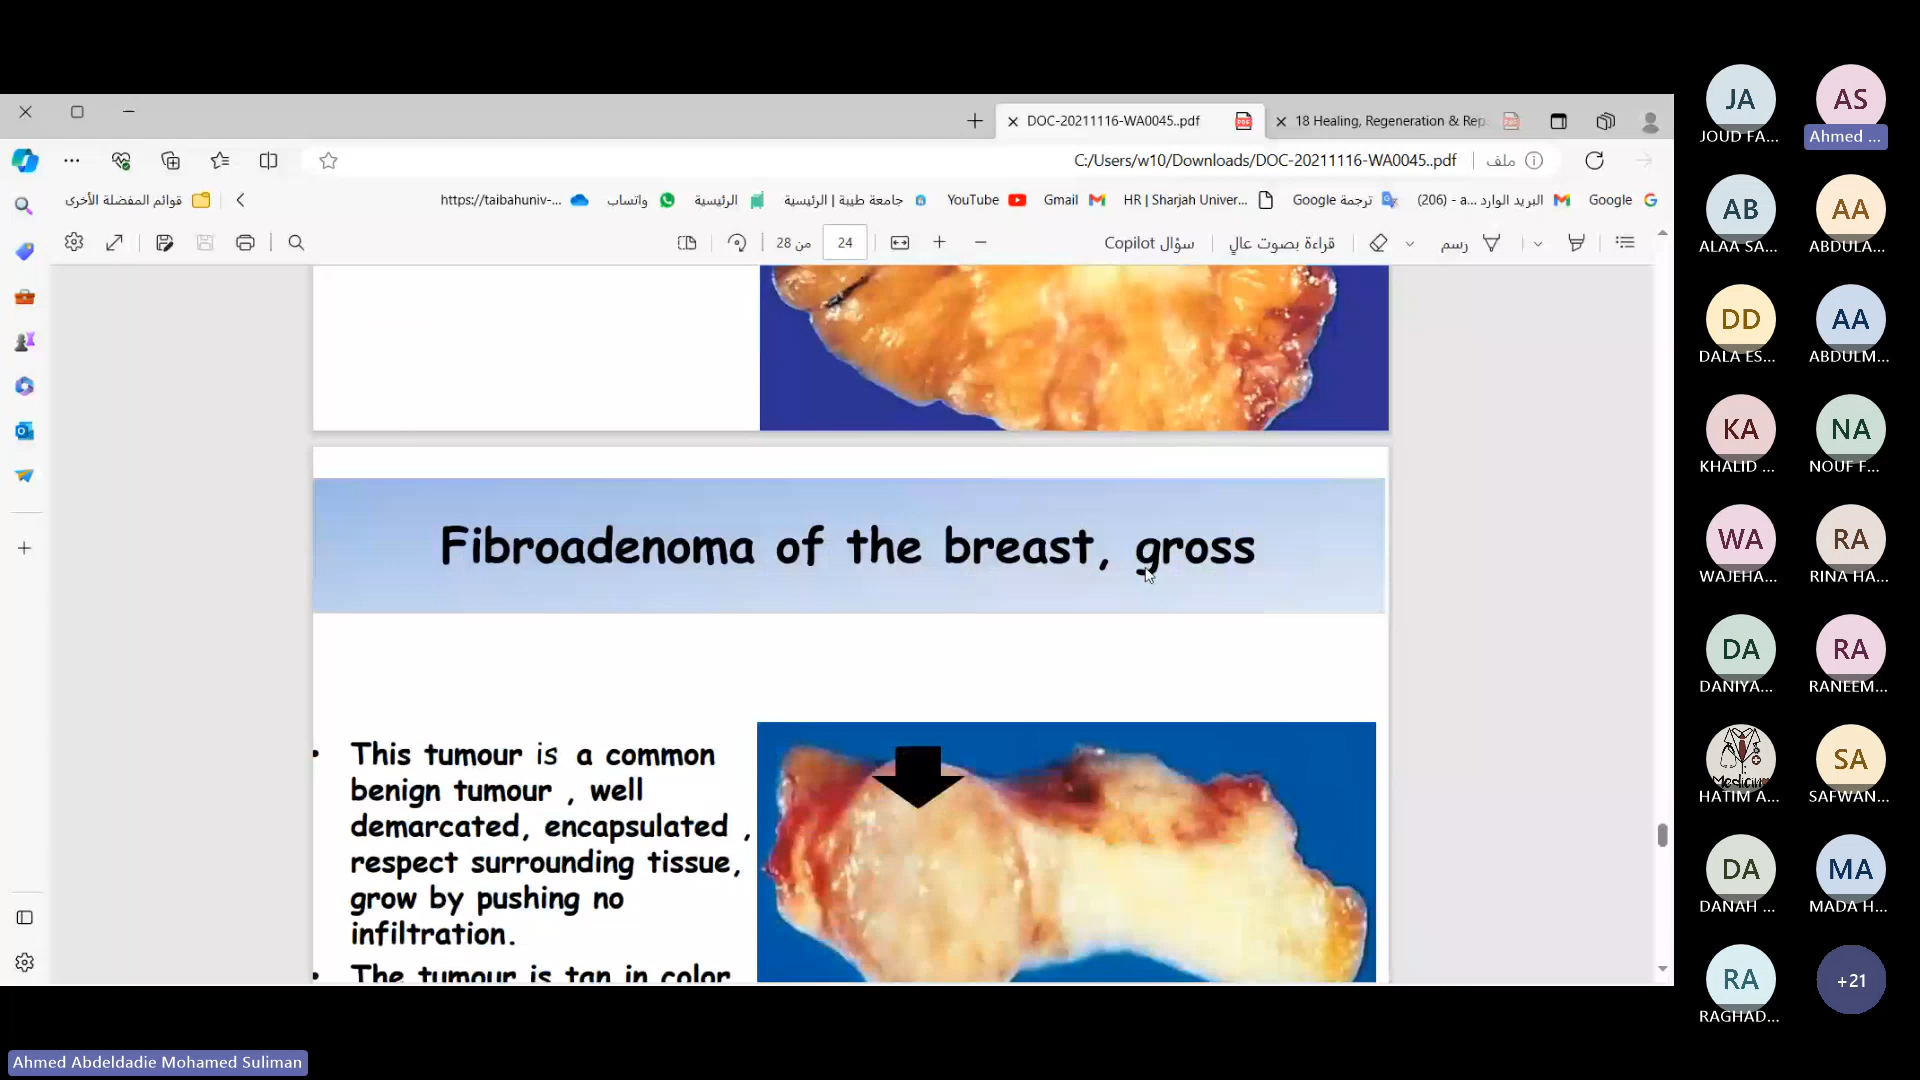 DOC-20211116-WA0045..pdf
18 Healing, Regeneration & Rep
C:/Users/w10/Downloads/DOC-20211116-WA0045..pdf
ملف
قوائم المفضلة الأخرى
https://taibahuniv-...
واتساب
الرئيسية
جامعة طيبة | الرئيسية
YouTube
Gmail
HR | Sharjah Univer...
ترجمة Google
البريد الوارد (206) - a...
Google
من 28
24
سؤال Copilot
قراءة بصوت عالٍ
رسم
Fibroadenoma of the breast, gross
• This tumour is a common
benign tumour , well
demarcated, encapsulated ,
respect surrounding tissue,
grow by pushing no
infiltration.
• The tumour is tan in color
JA
JOUD FA...
AS
Ahmed ...
AB
ALAA SA...
AA
ABDULA...
DD
DALA ES...
AA
ABDULM...
KA
KHALID ...
NA
NOUF F...
WA
WAJEHA...
RA
RINA HA...
DA
DANIYA...
RA
RANEEM...
Medicine
HATIM A...
SA
SAFWAN...
DA
DANAH ...
MA
MADA H...
RA
RAGHAD...
+21
Ahmed Abdeldadie Mohamed Suliman